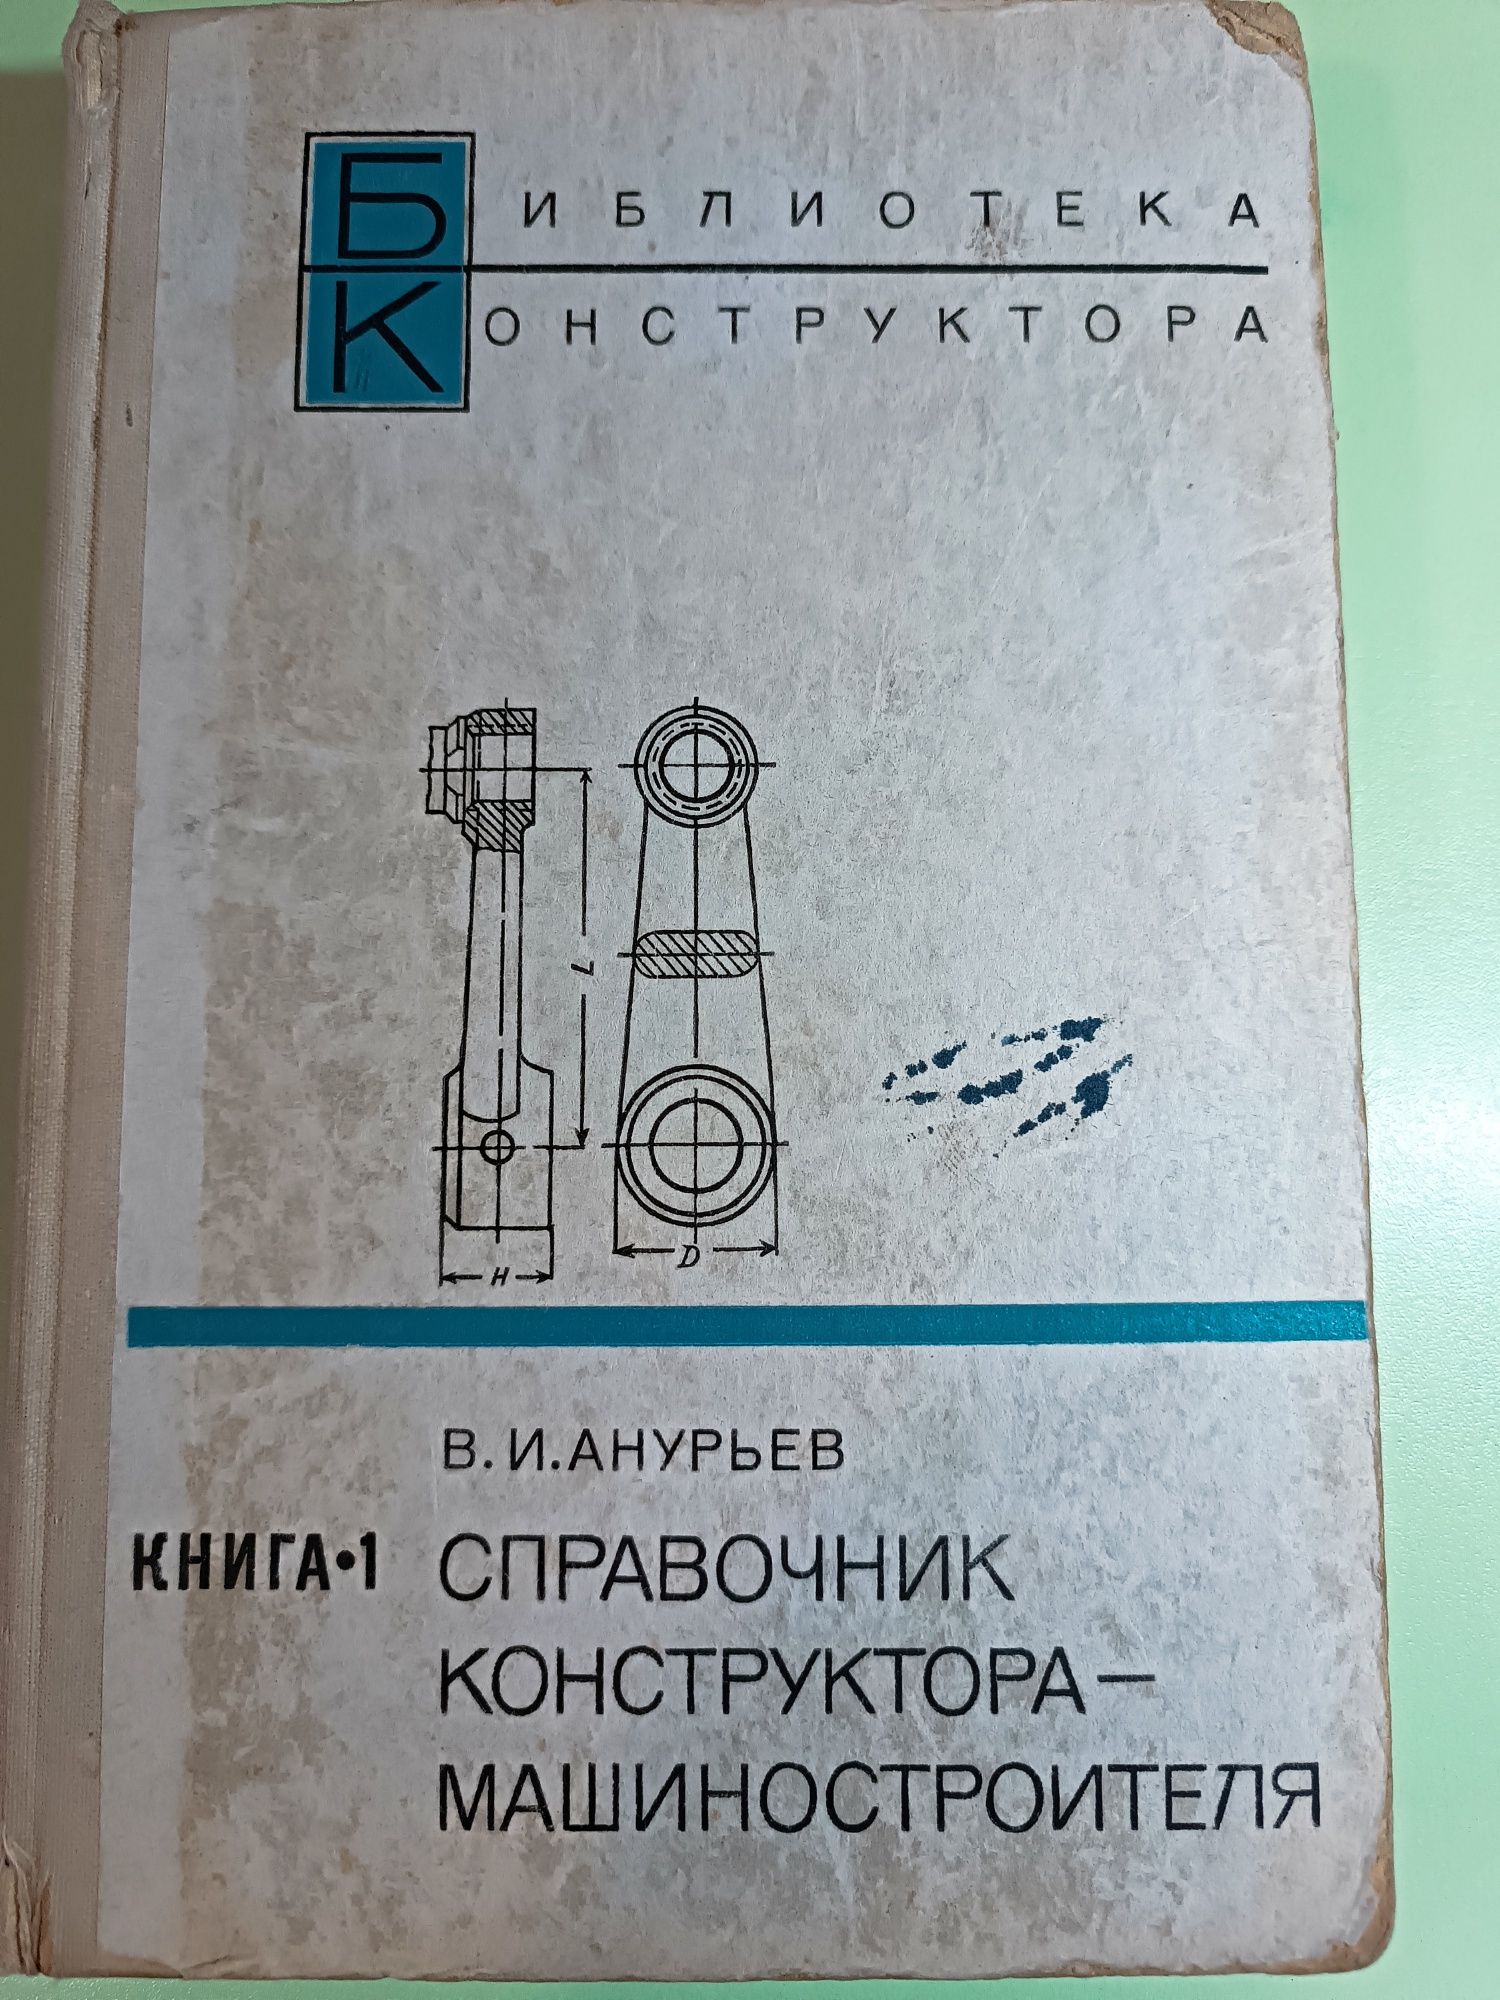 БИБЛИОТЕКА
КОНСТРУКТОРА
L
H
D
В. И. АНУРЬЕВ
КНИГА•1 СПРАВОЧНИК
КОНСТРУКТОРА—
МАШИНОСТРОИТЕЛЯ